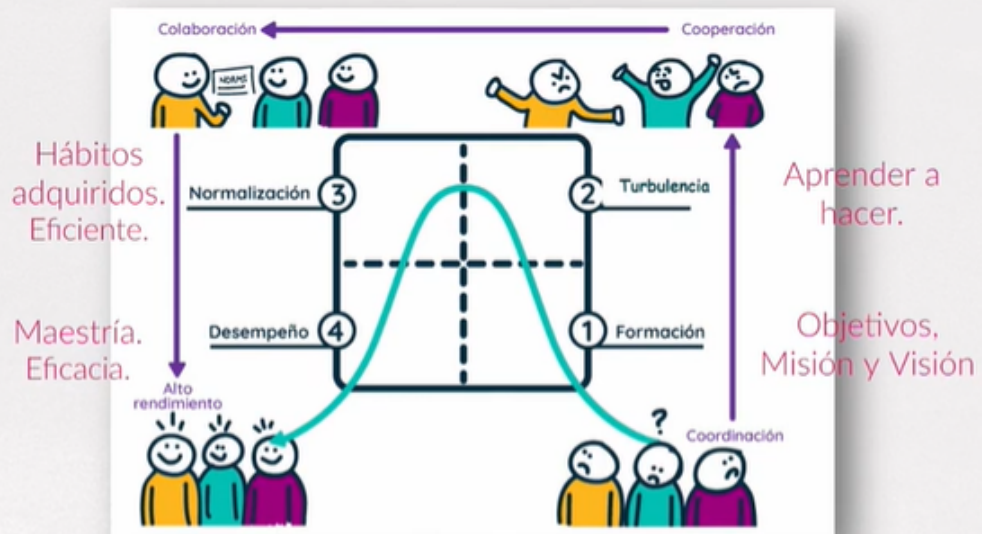 Colaboración
Cooperación
NORMS
Hábitos
adquiridos.
Eficiente.
Normalización
3
2
Turbulencia
Aprender a
hacer.
Maestría.
Eficacia.
Desempeño
4
1
Formación
Objetivos,
Misión y Visión
Alto
rendimiento
?
Coordinación